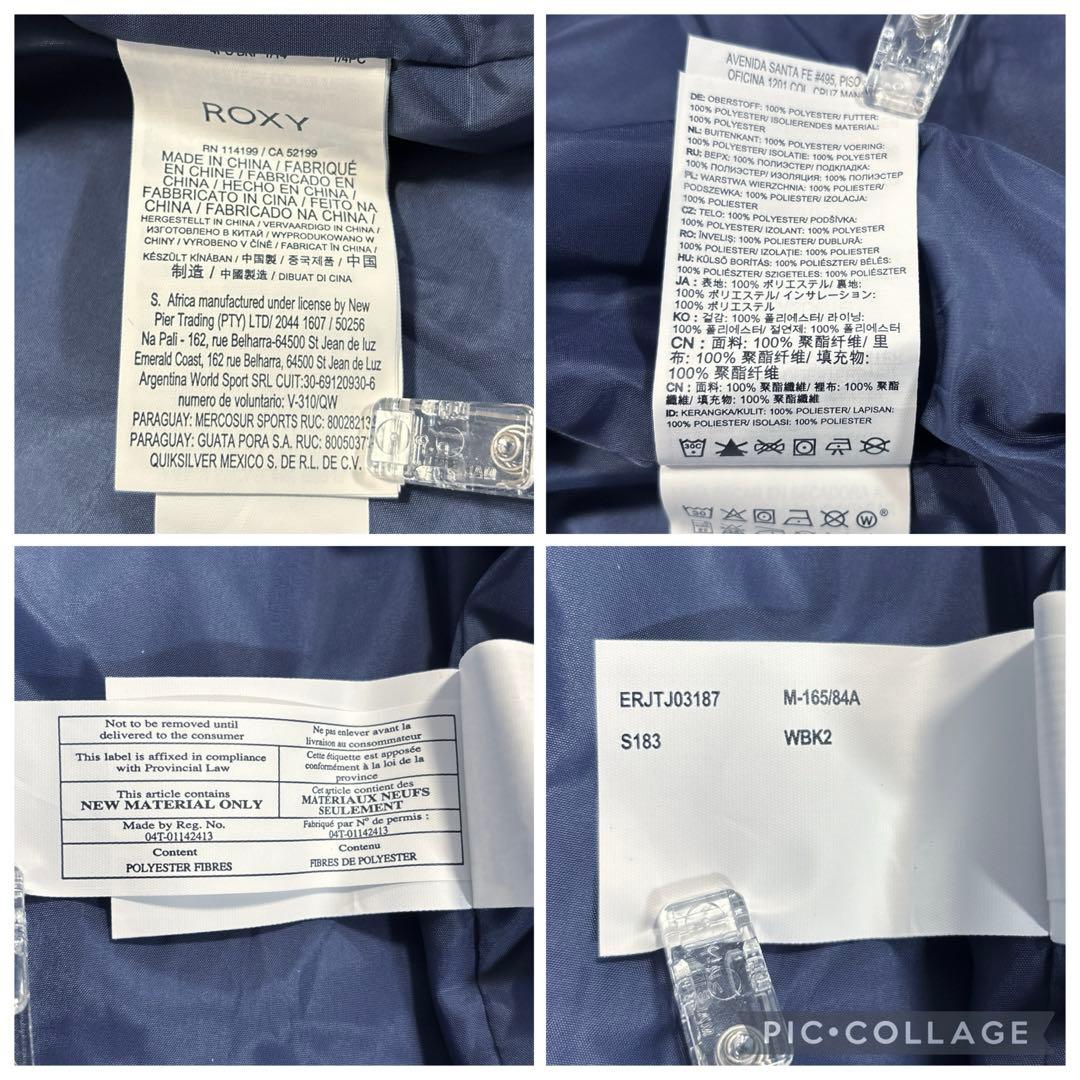 ROXY
RN 114199 / CA 52199
MADE IN CHINA / FABRIQUÉ
EN CHINE / FABRICADO EN
CHINA / HECHO EN CHINA /
FABBRICATO IN CINA / FEITO NA
CHINA / FABRICADO NA CHINA /
HERGESTELLT IN CHINA / VERVAARDIGD IN CHINA /
ИЗГОТОВЛЕНО В КИТАЙ / WYPRODUKOWANO W
CHINY / VYROBENO V ČÍNĚ / FABRICAT ÎN CHINA /
KÉSZÜLT KÍNÁBAN / 中国製 / 중국제품 / 中国
制造 / 中國製造 / DIBUAT DI CINA
S. Africa manufactured under license by New
Pier Trading (PTY) LTD/ 2044 1607 / 50256
Na Pali - 162, rue Belharra-64500 St Jean de Luz
Emerald Coast, 162 rue Belharra, 64500 St Jean de luz
Argentina World Sport SRL CUIT:30-69120930-6
numero de voluntario: V-310/QW
PARAGUAY: MERCOSUR SPORTS RUC: 80028213
PARAGUAY: GUATA PORA S.A. RUC: 8005037
QUIKSILVER MEXICO S. DE R.L. DE C.V.
AVENIDA SANTA FE #495, PISO
OFICINA 1201 COL. CRUZ
DE: OBERSTOFF: 100% POLYESTER/ FUTTER:
100% POLYESTER/ ISOLIERENDES MATERIAL:
100% POLYESTER
NL: BUITENKANT: 100% POLYESTER/ VOERING:
100% POLYESTER/ ISOLATIE: 100% POLYESTER
RU: ВЕРХ: 100% ПОЛИЭСТЕР/ ПОДКЛАДКА:
100% ПОЛИЭСТЕР/ ИЗОЛЯЦИЯ: 100% ПОЛИЭСТЕР
PL: WARSTWA WIERZCHNIA: 100% POLIESTER/
PODSZEWKA: 100% POLIESTER/ IZOLACJA:
100% POLIESTER
CZ: TELO: 100% POLYESTER/ PODŠÍVKA:
100% POLYESTER/ IZOLANT: 100% POLYESTER
RO: ÎNVELIŞ: 100% POLYESTER/ DUBLURĂ:
100% POLYESTER/ IZOLAŢIE: 100% POLYESTER
HU: KÜLSŐ BORÍTÁS: 100% POLIÉSZTER/ BÉLÉS:
100% POLIÉSZTER/ SZIGETELES: 100% POLIÉSZTER
JA : 表地: 100% ポリエステル/ 裏地:
100% ポリエステル/ インサレーション:
100% ポリエステル
KO : 겉감: 100% 폴리에스터/ 라이닝:
100% 폴리에스터/ 절연제: 100% 폴리에스터
CN : 面料: 100% 聚酯纤维/ 里
布: 100% 聚酯纤维/ 填充物:
100% 聚酯纤维
CN : 面料: 100% 聚酯纖維/ 裡布: 100% 聚酯
纖維/ 填充物: 100% 聚酯纖維
ID: KERANGKA/KULIT: 100% POLIESTER/ LAPISAN:
100% POLIESTER/ ISOLASI: 100% POLIESTER
30C
30 W ®
Not to be removed until
delivered to the consumer
Ne pas enlever avant la
livraison au consommateur
This label is affixed in compliance
with Provincial Law
Cette étiquette est apposée
conformément à la loi de la
province
This article contains
NEW MATERIAL ONLY
Cet article contient des
MATÉRIAUX NEUFS
SEULEMENT
Made by Reg. No.
04T-01142413
Fabriqué par N° de permis :
04T-01142413
Content
POLYESTER FIBRES
Contenu
FIBRES DE POLYESTER
ERJTJ03187 M-165/84A
S183 WBK2
PIC•COLLAGE